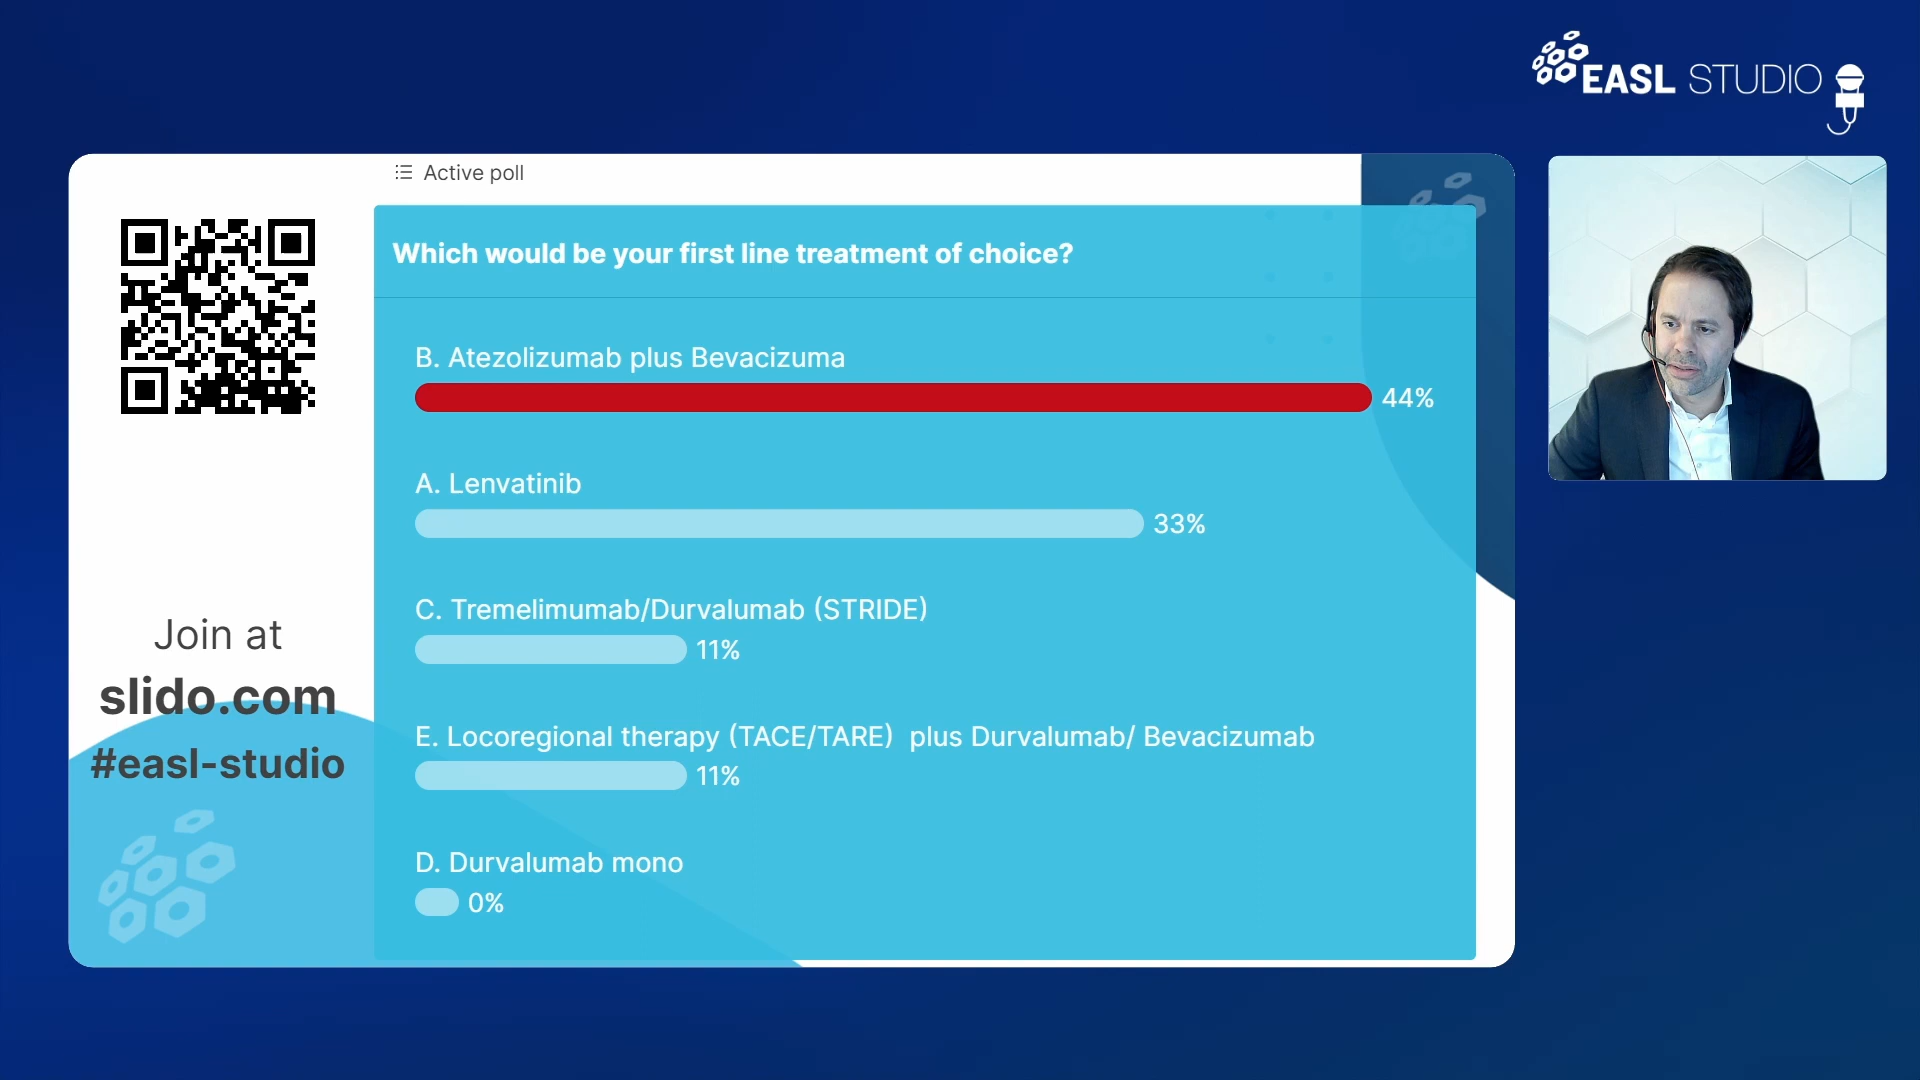 EASL STUDIO
Active poll
Which would be your first line treatment of choice?
B. Atezolizumab plus Bevacizuma
44%
A. Lenvatinib
33%
C. Tremelimumab/Durvalumab (STRIDE)
11%
E. Locoregional therapy (TACE/TARE)  plus Durvalumab/ Bevacizumab
11%
D. Durvalumab mono
0%
Join at
slido.com
#easl-studio